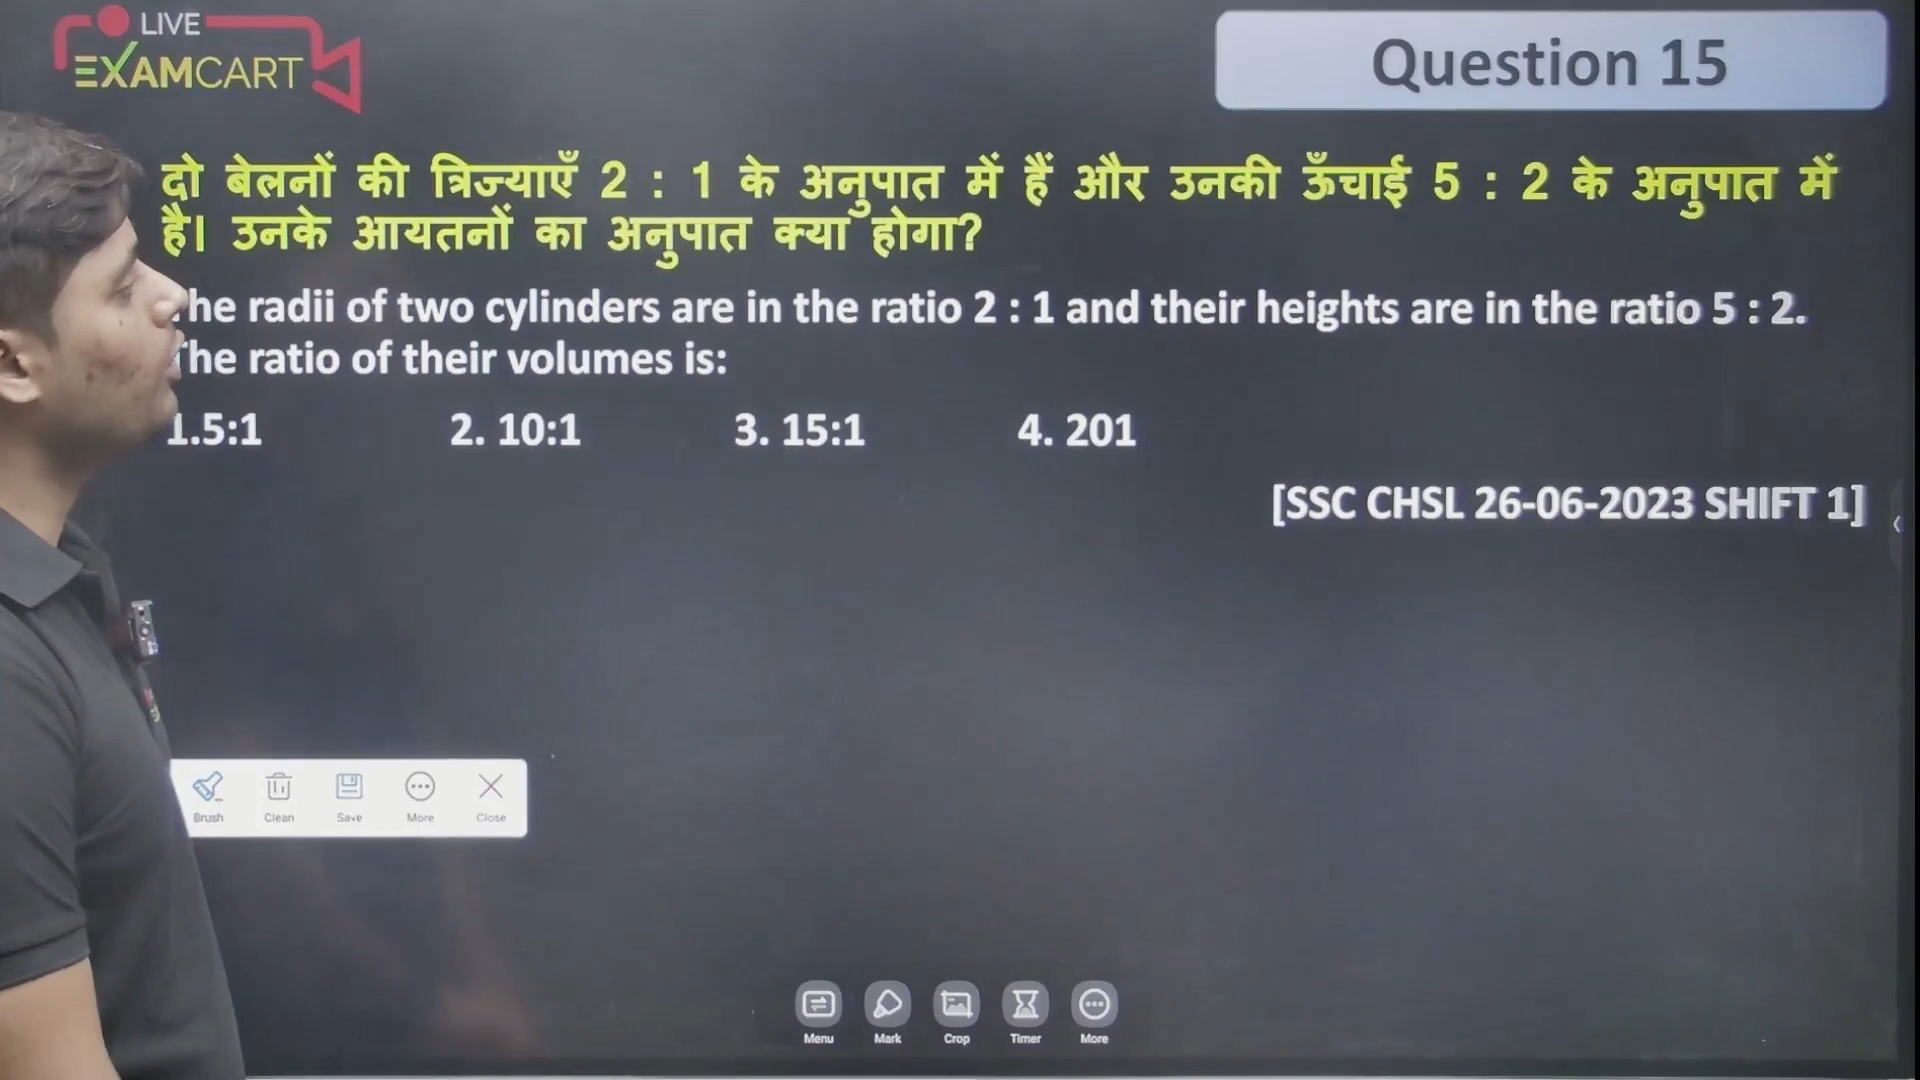 LIVE
EXAMCART
Question 15
दो बेलनों की त्रिज्याएँ 2 : 1 के अनुपात में हैं और उनकी ऊँचाई 5 : 2 के अनुपात में
है। उनके आयतनों का अनुपात क्या होगा?
The radii of two cylinders are in the ratio 2 : 1 and their heights are in the ratio 5 : 2.
The ratio of their volumes is:
1.5:1 2. 10:1 3. 15:1 4. 201
[SSC CHSL 26-06-2023 SHIFT 1]
Brush Clean Save More Close
Menu Mark Crop Timer More